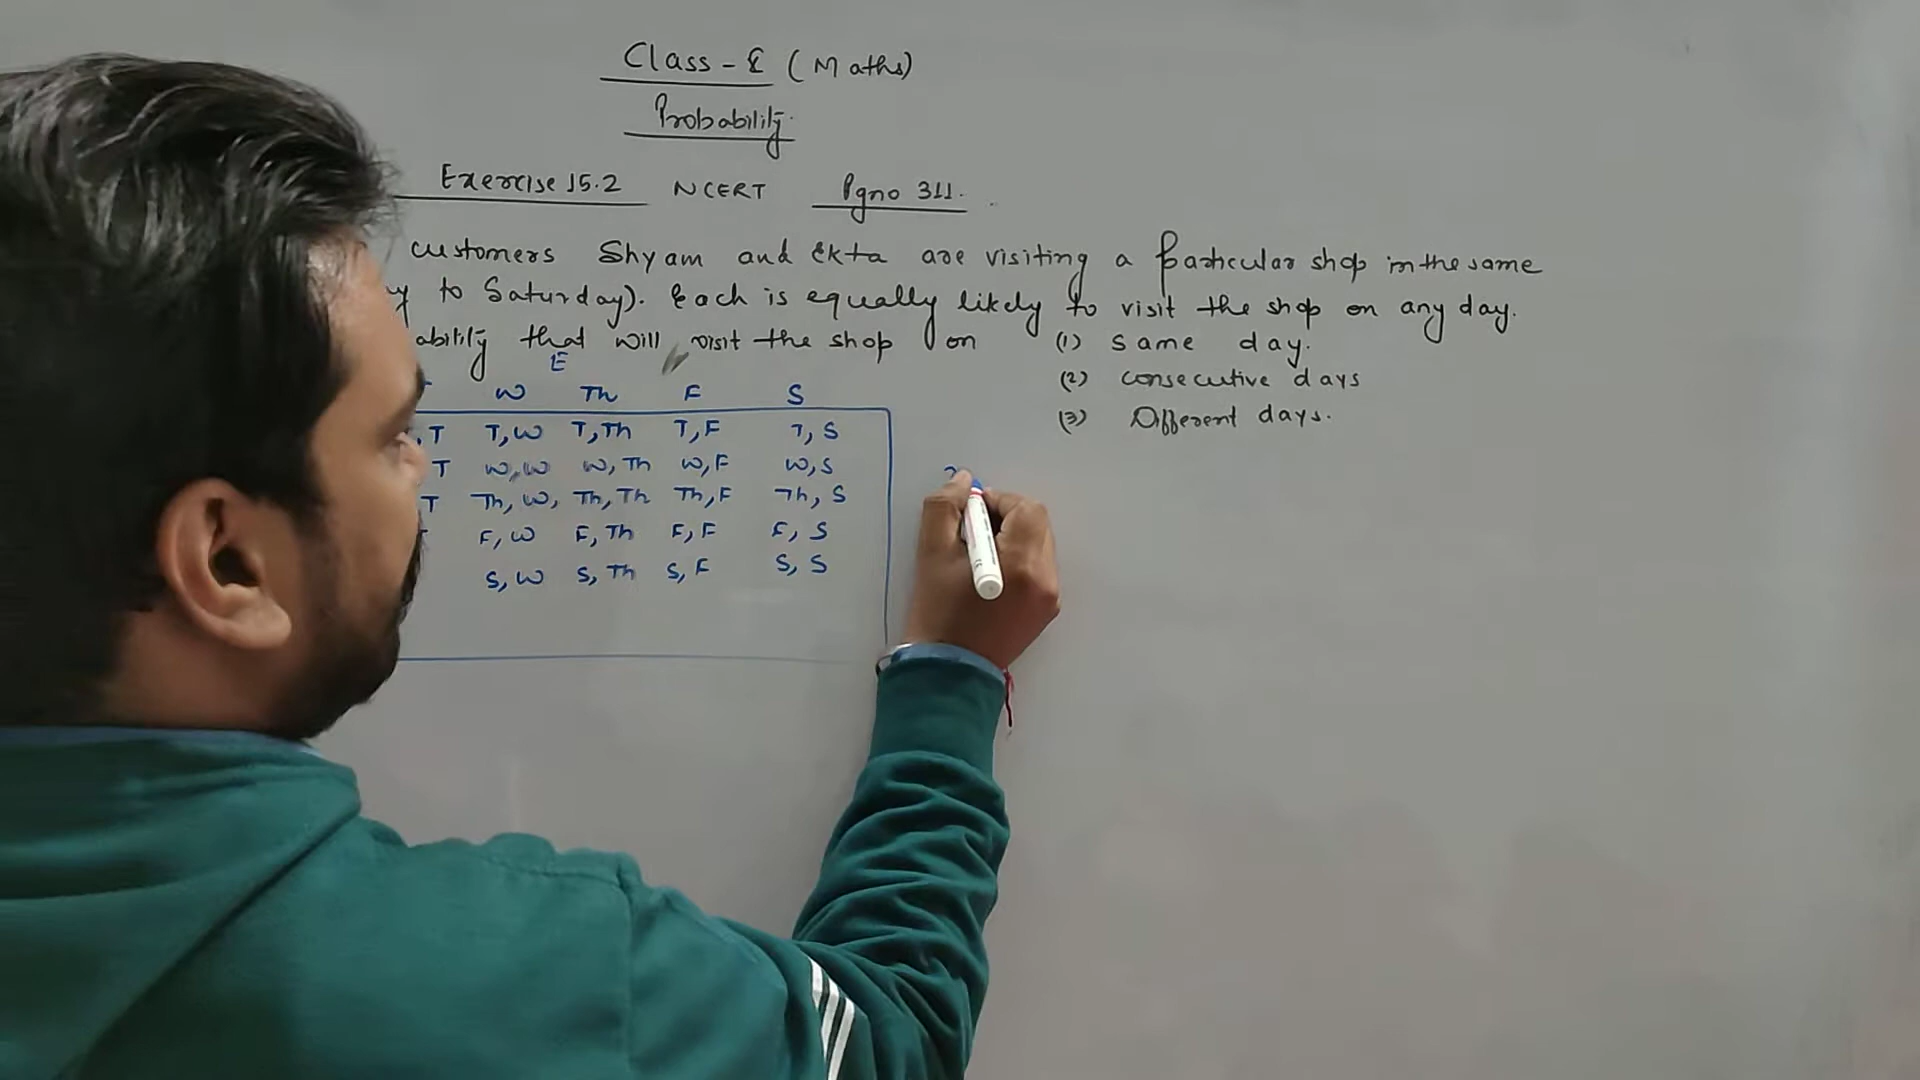 Class - X (Maths)
Probability
Exercise 15.2 NCERT Pgno 311.
customers Shyam and Ekta are visiting a particular shop in the same
y to Saturday). Each is equally likely to visit the shop on any day.
ability that will visit the shop on (1) same day.
(2) consecutive days
(3) Different days.
E
W Th F S
T, T T, W T, Th T, F T, S
T W, W W, Th W, F W, S
T Th, W, Th, Th Th, F Th, S
F, W F, Th F, F F, S
S, W S, Th S, F S, S